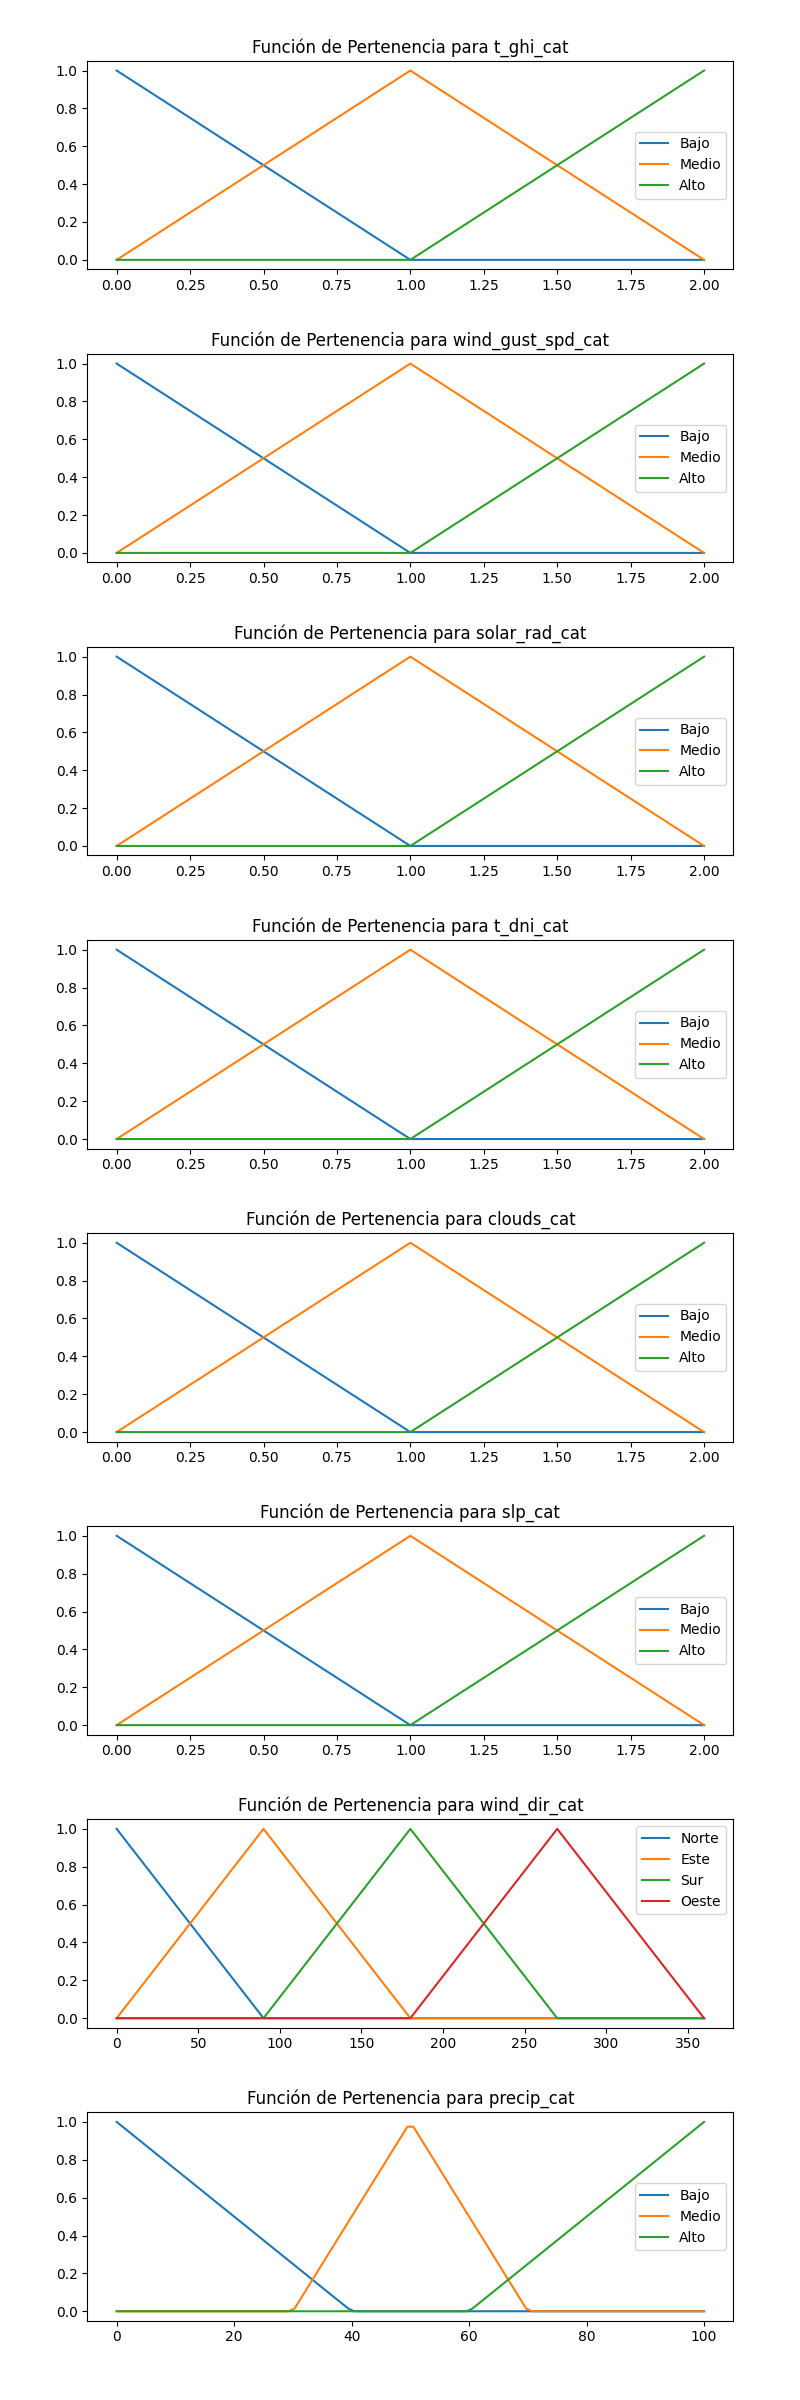 Función de Pertenencia para t_ghi_cat
1.0
0.8
0.6
0.4
0.2
0.0
Bajo
Medio
Alto
0.00 0.25 0.50 0.75 1.00 1.25 1.50 1.75 2.00
Función de Pertenencia para wind_gust_spd_cat
1.0
0.8
0.6
0.4
0.2
0.0
Bajo
Medio
Alto
0.00 0.25 0.50 0.75 1.00 1.25 1.50 1.75 2.00
Función de Pertenencia para solar_rad_cat
1.0
0.8
0.6
0.4
0.2
0.0
Bajo
Medio
Alto
0.00 0.25 0.50 0.75 1.00 1.25 1.50 1.75 2.00
Función de Pertenencia para t_dni_cat
1.0
0.8
0.6
0.4
0.2
0.0
Bajo
Medio
Alto
0.00 0.25 0.50 0.75 1.00 1.25 1.50 1.75 2.00
Función de Pertenencia para clouds_cat
1.0
0.8
0.6
0.4
0.2
0.0
Bajo
Medio
Alto
0.00 0.25 0.50 0.75 1.00 1.25 1.50 1.75 2.00
Función de Pertenencia para slp_cat
1.0
0.8
0.6
0.4
0.2
0.0
Bajo
Medio
Alto
0.00 0.25 0.50 0.75 1.00 1.25 1.50 1.75 2.00
Función de Pertenencia para wind_dir_cat
1.0
0.8
0.6
0.4
0.2
0.0
Norte
Este
Sur
Oeste
0 50 100 150 200 250 300 350
Función de Pertenencia para precip_cat
1.0
0.8
0.6
0.4
0.2
0.0
Bajo
Medio
Alto
0 20 40 60 80 100